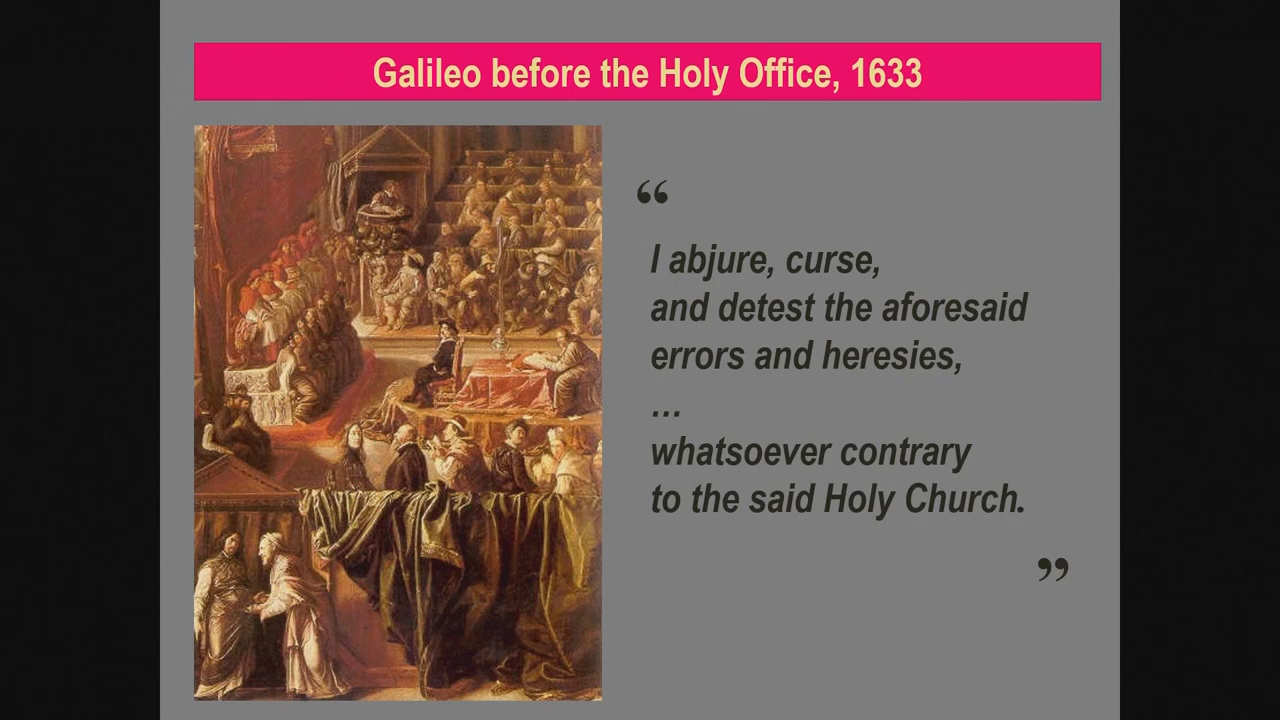 Galileo before the Holy Office, 1633
“
I abjure, curse,
and detest the aforesaid
errors and heresies,
…
whatsoever contrary
to the said Holy Church.
”